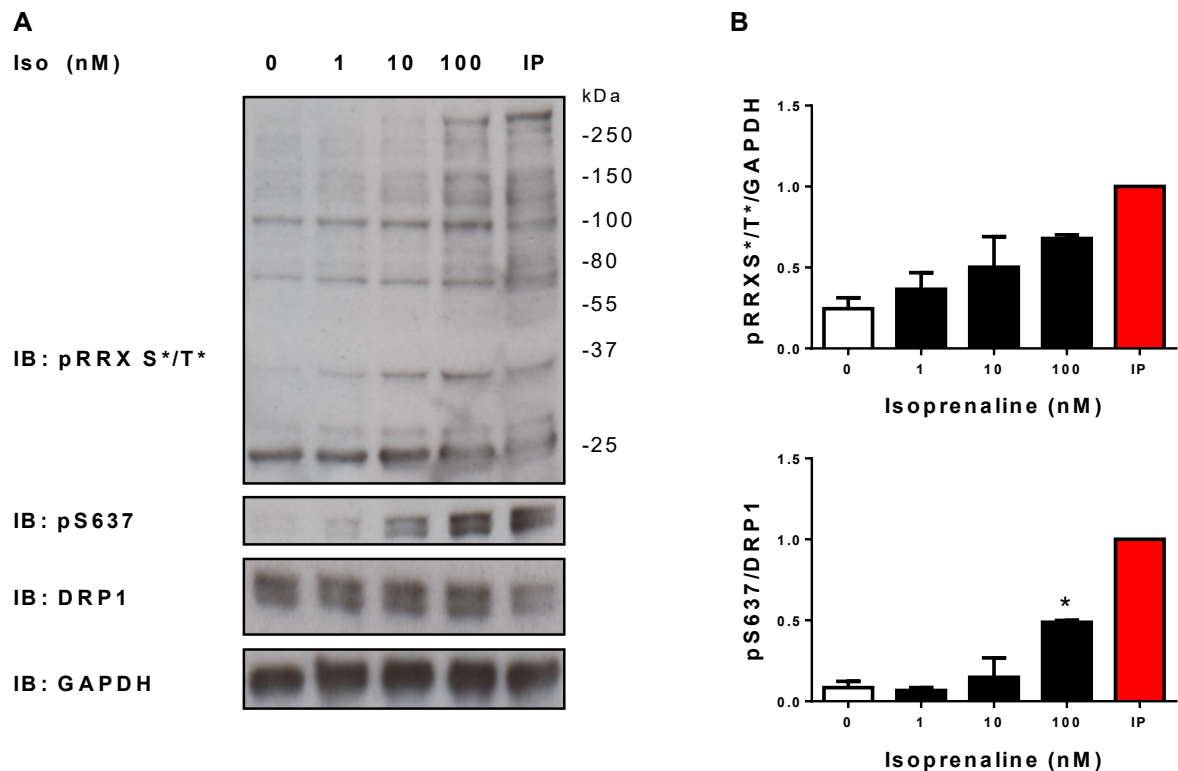 A
Iso (nM) 0 1 10 100 IP
kDa
-250
-150
-100
-80
-55
-37
-25
IB: pRRX S*/T*
IB: pS637
IB: DRP1
IB: GAPDH
B
pRRXS*/T*/GAPDH
1.5
1.0
0.5
0.0
0 1 10 100 IP
Isoprenaline (nM)
pS637/DRP1
1.5
1.0
0.5
0.0
*
0 1 10 100 IP
Isoprenaline (nM)